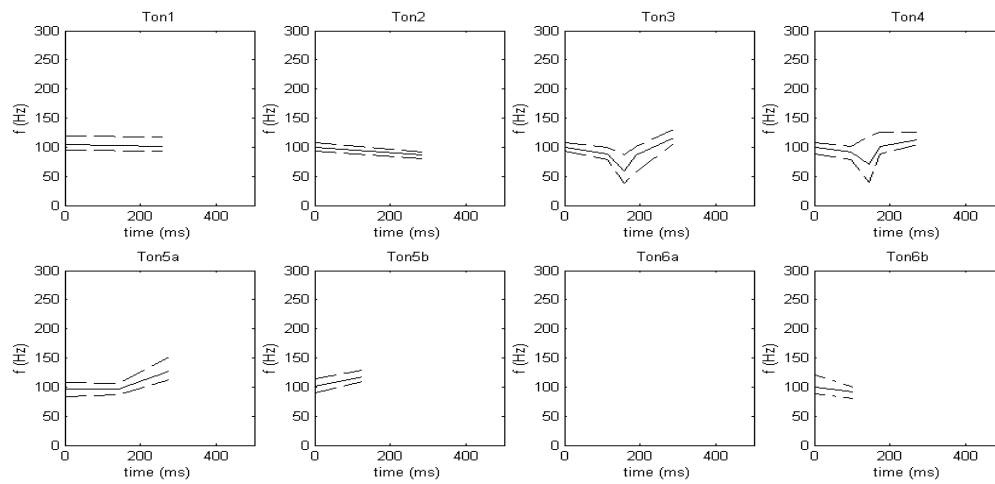 Ton1 Ton2 Ton3 Ton4
300 300 300 300
250 250 250 250
200 200 200 200
f (Hz) f (Hz) f (Hz) f (Hz)
150 150 150 150
100 100 100 100
50 50 50 50
0 0 0 0
0 200 400 0 200 400 0 200 400 0 200 400
time (ms) time (ms) time (ms) time (ms)
Ton5a Ton5b Ton6a Ton6b
300 300 300 300
250 250 250 250
200 200 200 200
f (Hz) f (Hz) f (Hz) f (Hz)
150 150 150 150
100 100 100 100
50 50 50 50
0 0 0 0
0 200 400 0 200 400 0 200 400 0 200 400
time (ms) time (ms) time (ms) time (ms)